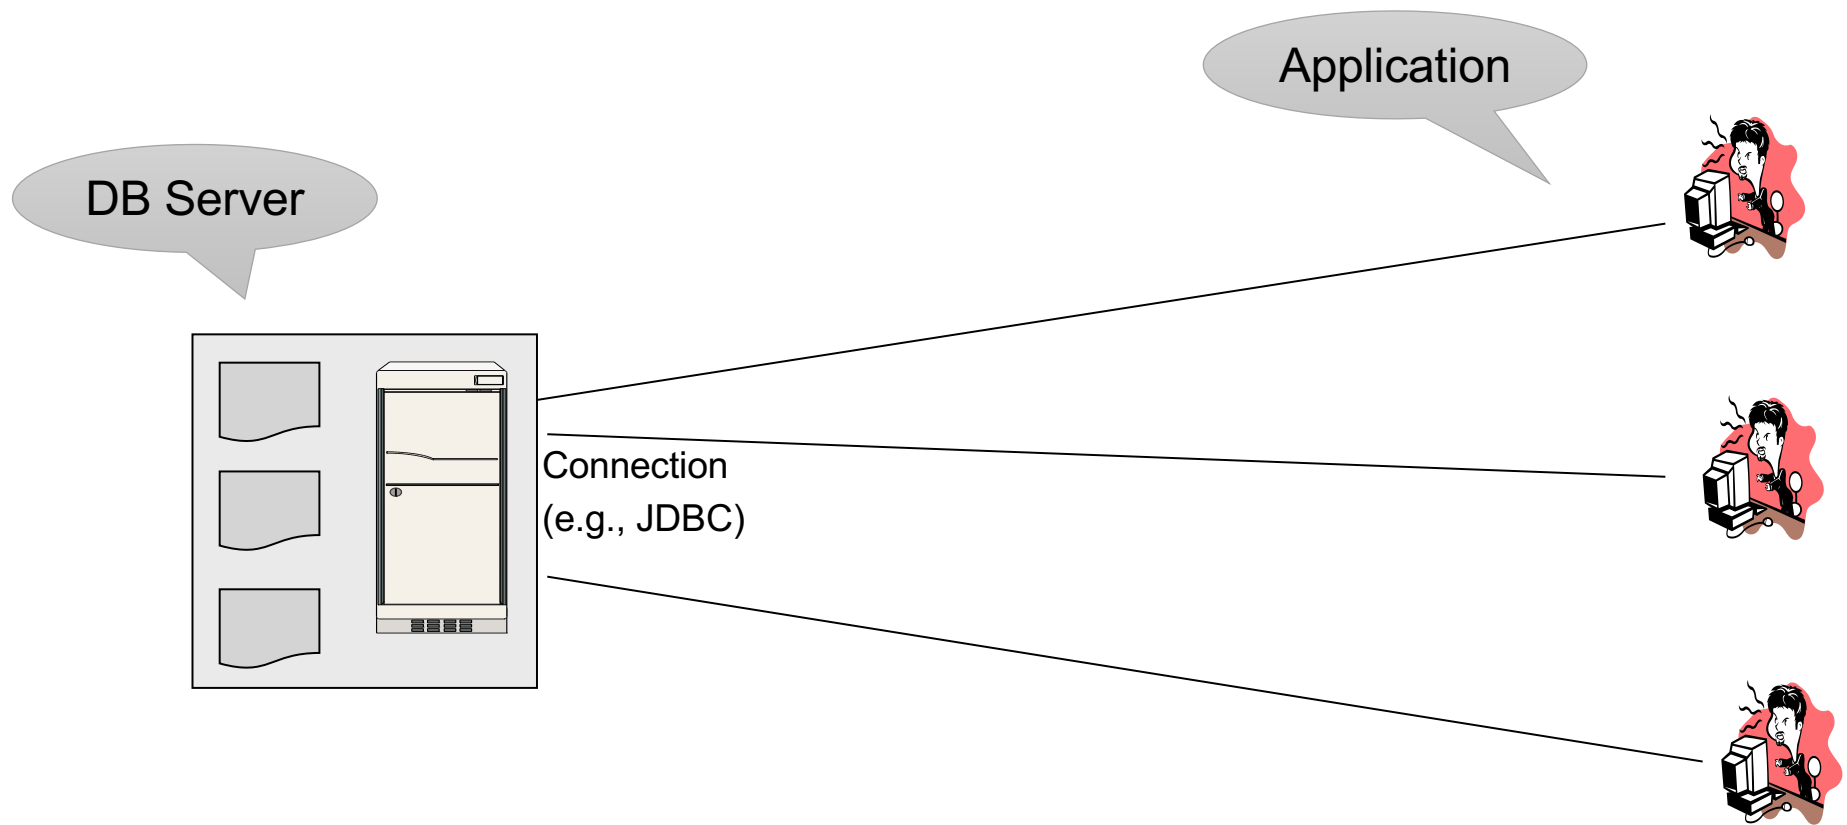 Application
DB Server
Connection
(e.g., JDBC)